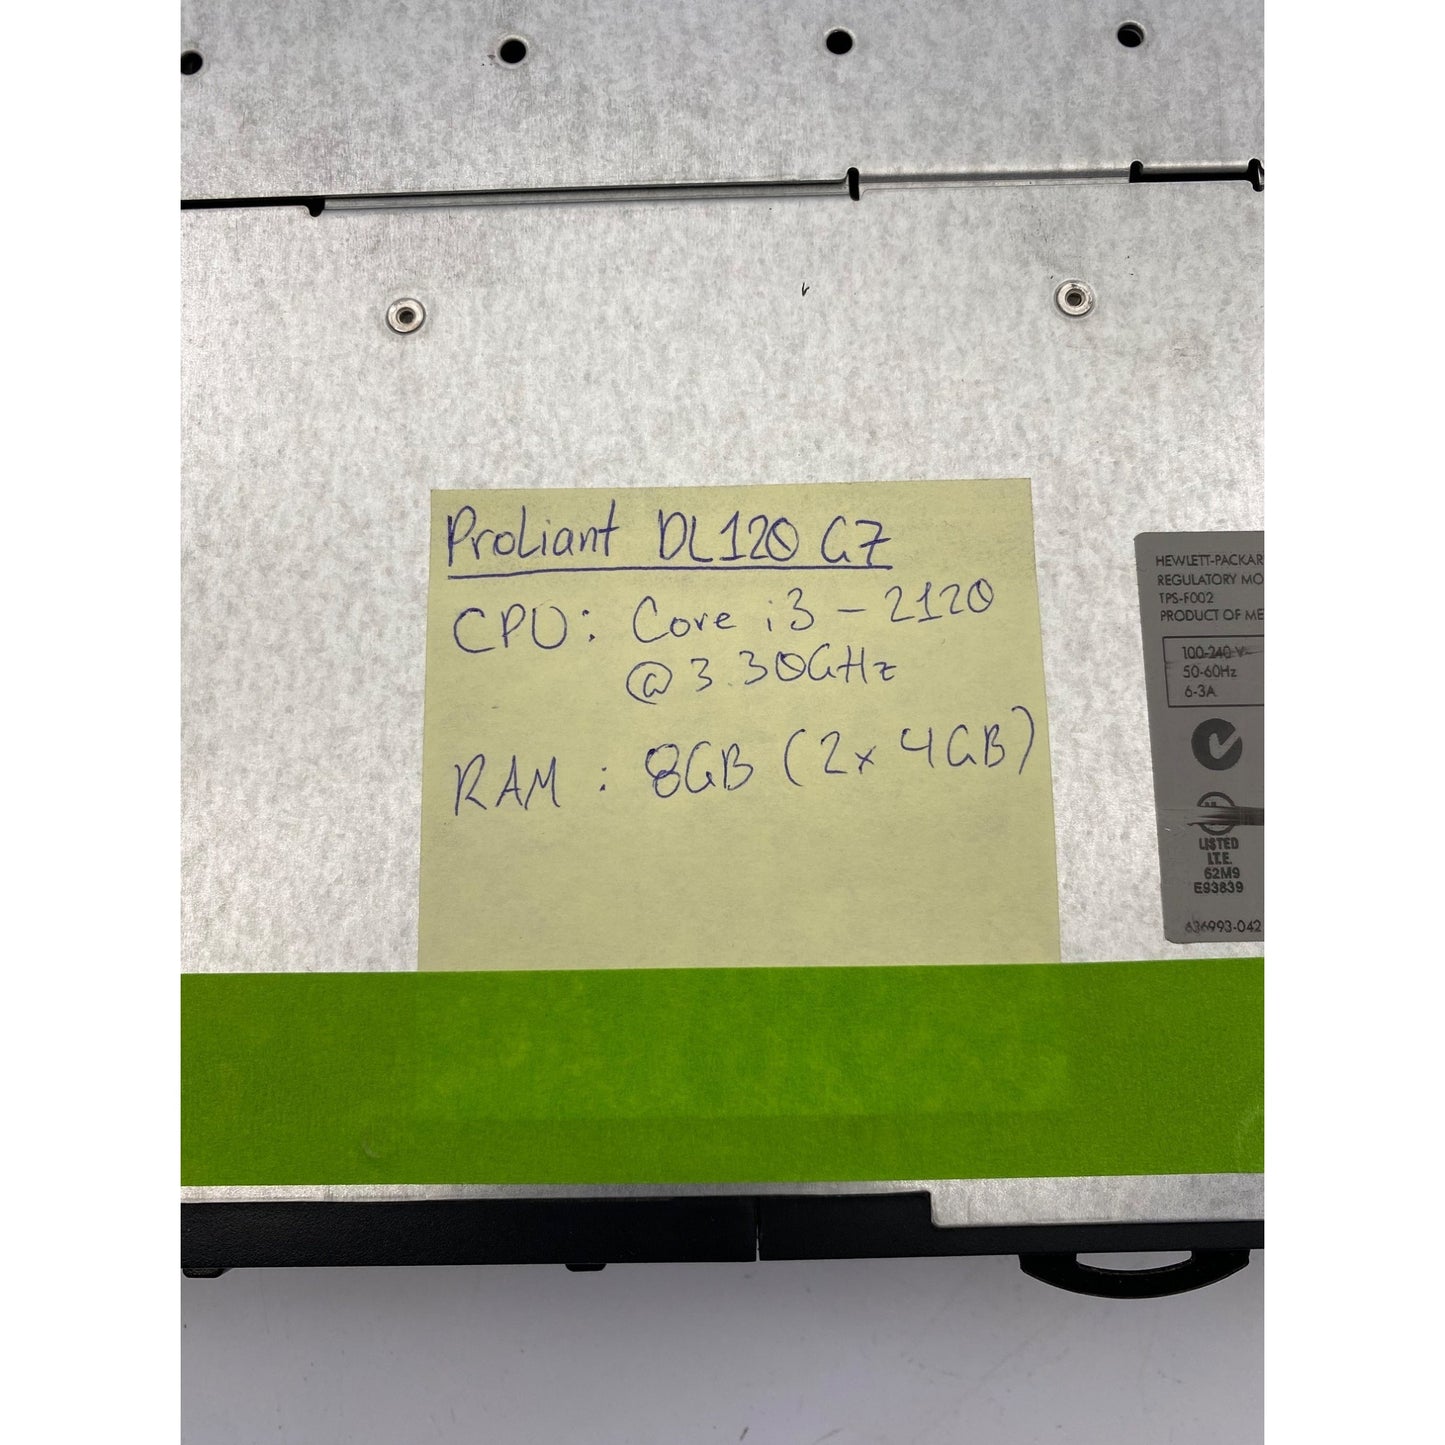 ProLiant DL120 G7
CPU: Core i3-2120
@3.30GHz
RAM: 8GB (2x4GB)
HEWLETT-PACKAR
REGULATORY MO
TPS-F002
PRODUCT OF ME
100-240 V~
50-60Hz
6-3A
LISTED
I.T.E.
62M9
E93839
636993-042